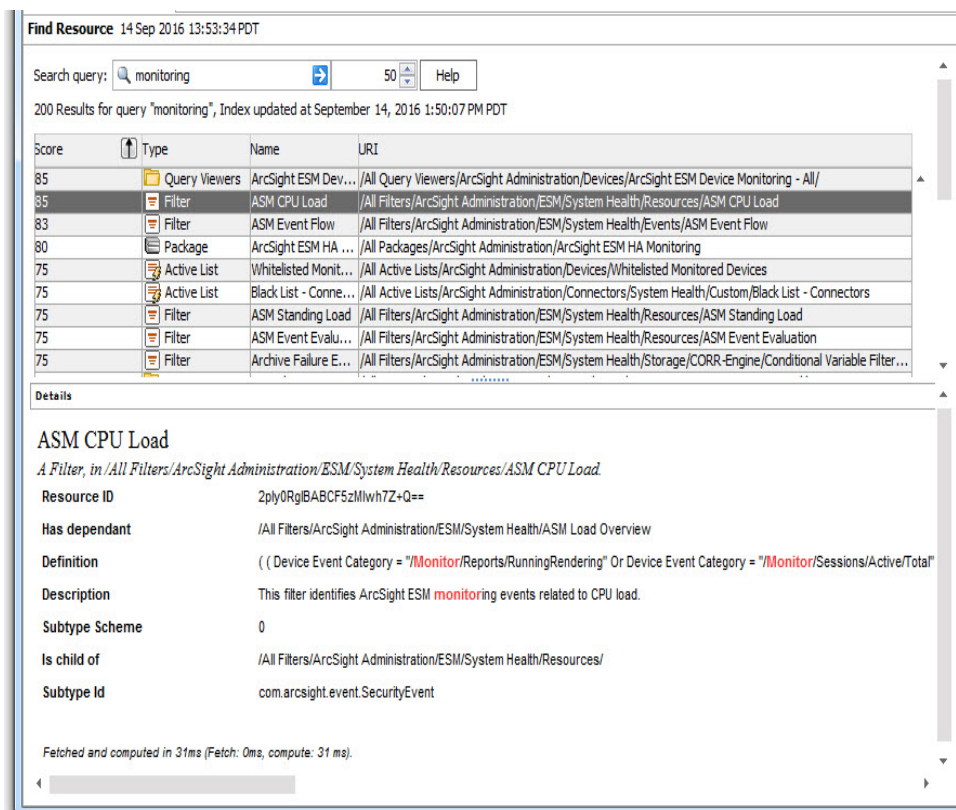 Find Resource 14 Sep 2016 13:53:34 PDT
Search query: monitoring 50 Help
200 Results for query "monitoring", Index updated at September 14, 2016 1:50:07 PM PDT
Score Type Name URI
85 Query Viewers ArcSight ESM Dev... /All Query Viewers/ArcSight Administration/Devices/ArcSight ESM Device Monitoring - All/
85 Filter ASM CPU Load /All Filters/ArcSight Administration/ESM/System Health/Resources/ASM CPU Load
83 Filter ASM Event Flow /All Filters/ArcSight Administration/ESM/System Health/Events/ASM Event Flow
80 Package ArcSight ESM HA ... /All Packages/ArcSight Administration/ArcSight ESM HA Monitoring
75 Active List Whitelisted Monit... /All Active Lists/ArcSight Administration/Devices/Whitelisted Monitored Devices
75 Active List Black List - Conne... /All Active Lists/ArcSight Administration/Connectors/System Health/Custom/Black List - Connectors
75 Filter ASM Standing Load /All Filters/ArcSight Administration/ESM/System Health/Resources/ASM Standing Load
75 Filter ASM Event Evalu... /All Filters/ArcSight Administration/ESM/System Health/Resources/ASM Event Evaluation
75 Filter Archive Failure E... /All Filters/ArcSight Administration/ESM/System Health/Storage/CORR-Engine/Conditional Variable Filter...
Details
ASM CPU Load
A Filter, in /All Filters/ArcSight Administration/ESM/System Health/Resources/ASM CPU Load.
Resource ID
Has dependant /All Filters/ArcSight Administration/ESM/System Health/ASM Load Overview
Definition ( ( Device Event Category = "/Monitor/Reports/RunningRendering" Or Device Event Category = "/Monitor/Sessions/Active/Total"
Description This filter identifies ArcSight ESM monitoring events related to CPU load.
Subtype Scheme 0
Is child of /All Filters/ArcSight Administration/ESM/System Health/Resources/
Subtype Id com.arcsight.event.SecurityEvent
Fetched and computed in 31ms (Fetch: 0ms, compute: 31 ms).